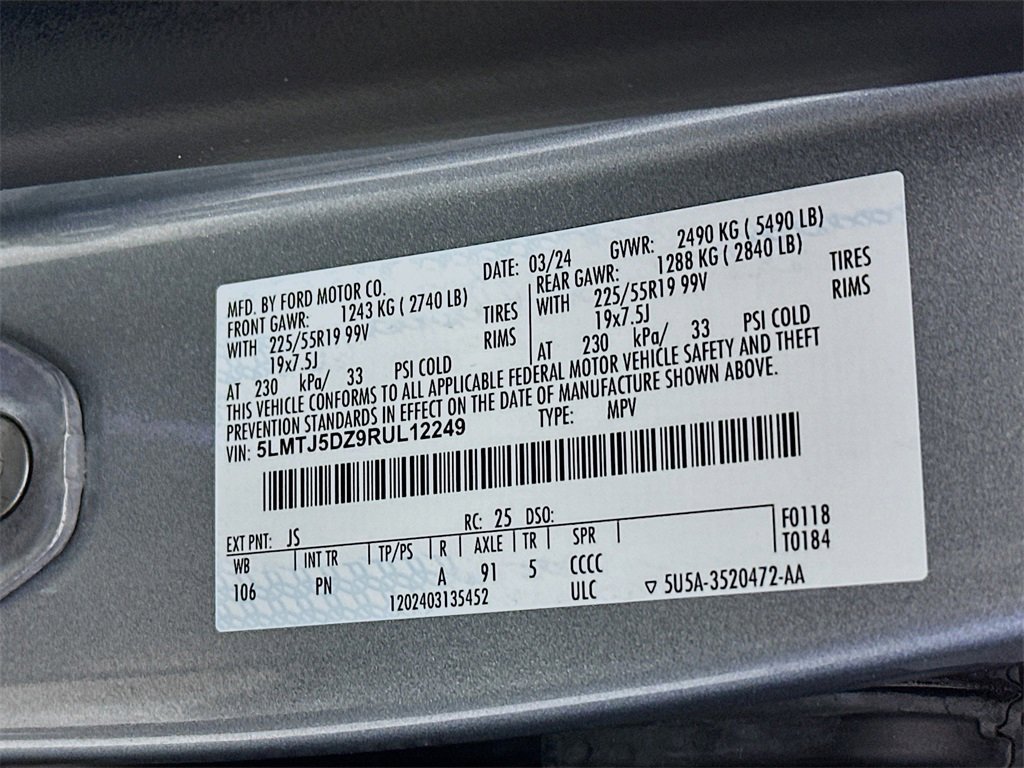 MFD. BY FORD MOTOR CO. DATE: 03/24 GVWR: 2490 KG ( 5490 LB)
FRONT GAWR: 1243 KG ( 2740 LB) REAR GAWR: 1288 KG ( 2840 LB)
WITH 225/55R19 99V TIRES WITH 225/55R19 99V TIRES
19x7.5J RIMS 19x7.5J RIMS
AT 230 kPa/ 33 PSI COLD AT 230 kPa/ 33 PSI COLD
THIS VEHICLE CONFORMS TO ALL APPLICABLE FEDERAL MOTOR VEHICLE SAFETY AND THEFT
PREVENTION STANDARDS IN EFFECT ON THE DATE OF MANUFACTURE SHOWN ABOVE.
VIN: 5LMTJ5DZ9RUL12249 TYPE: MPV
EXT PNT: JS RC: 25 DSO: F0118
WB INT TR TP/PS R AXLE TR SPR T0184
106 PN A 91 5 CCCC
1202403135452 ULC ▽ 5U5A-3520472-AA